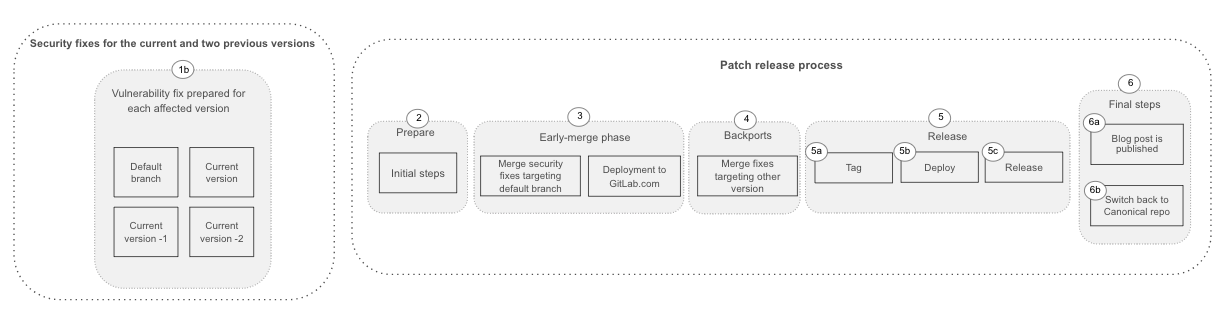 Security fixes for the current and two previous versions
1b
Vulnerability fix prepared for
each affected version
Default
branch
Current
version
Current
version -1
Current
version -2
Patch release process
2
Prepare
Initial steps
3
Early-merge phase
Merge security
fixes targeting
default branch
Deployment to
GitLab.com
4
Backports
Merge fixes
targeting other
version
5
Release
5a
Tag
5b
Deploy
5c
Release
6
Final steps
6a
Blog post is
published
6b
Switch back to
Canonical repo